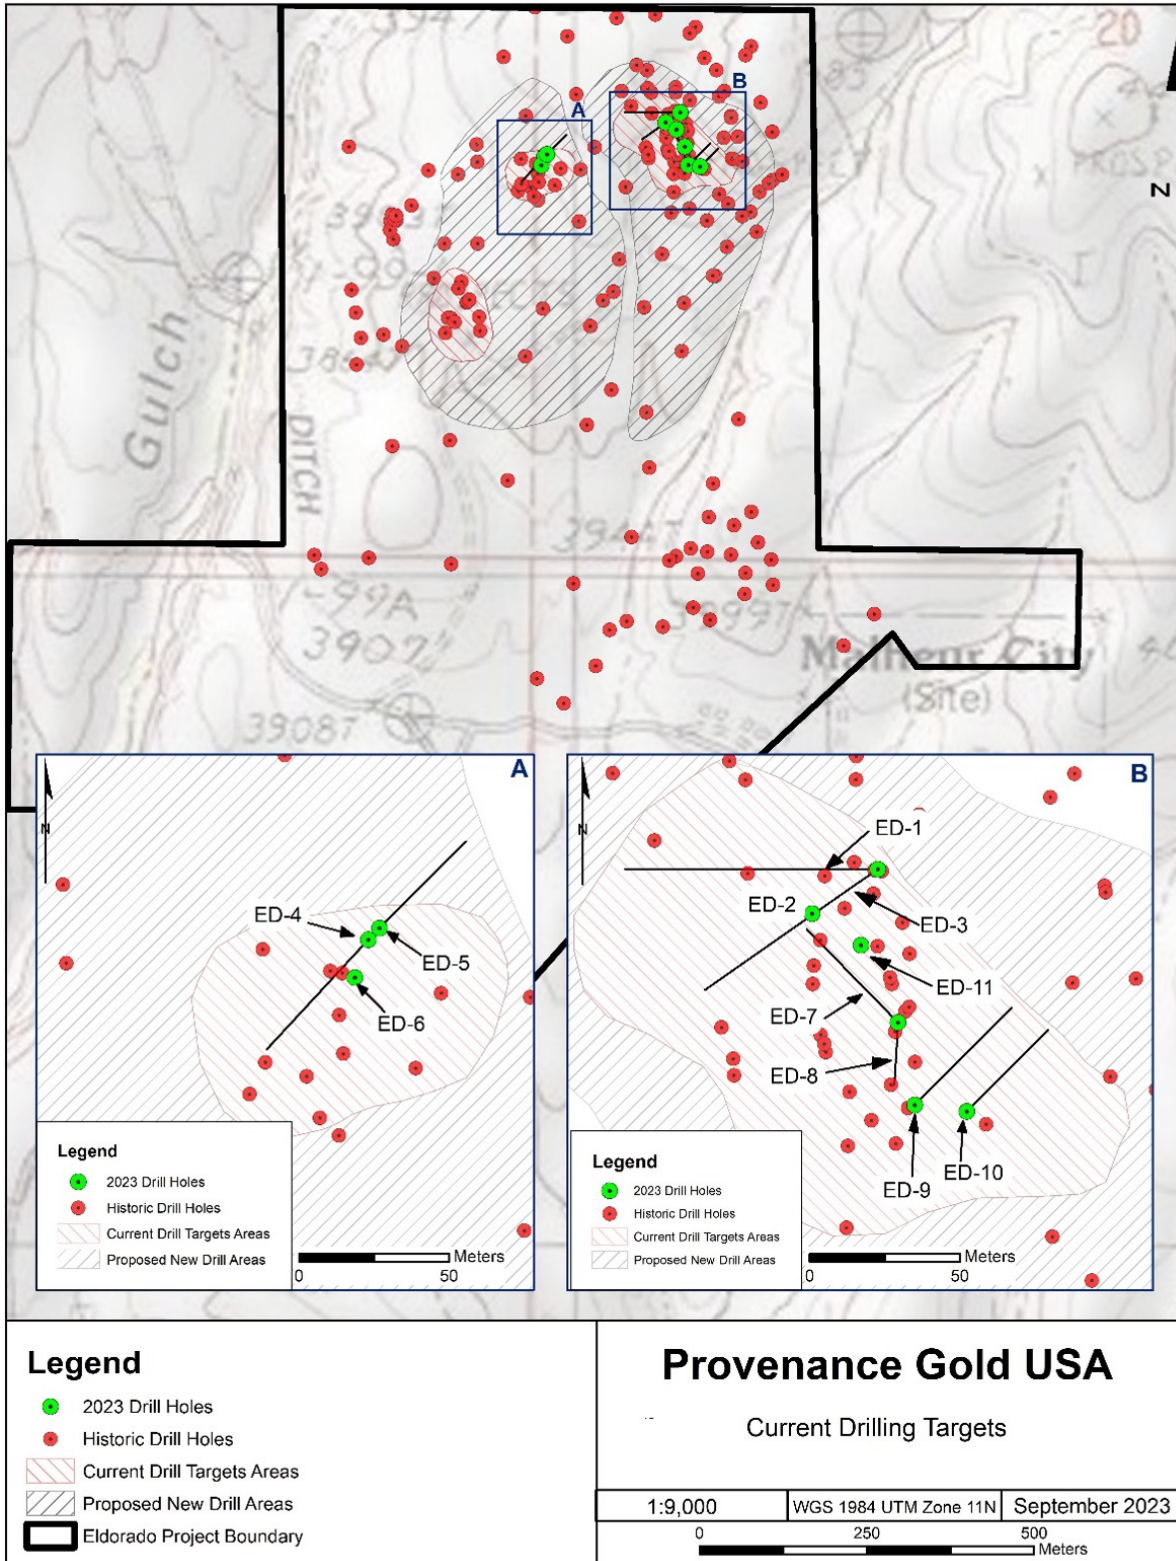 20
B
A
N
Gulch
DITCH
3907
39087
Malheur City
(Site)
A
N
ED-4
ED-5
ED-6
Legend
2023 Drill Holes
Historic Drill Holes
Current Drill Targets Areas
Proposed New Drill Areas
Meters
0 50
B
N
ED-1
ED-2
ED-3
ED-11
ED-7
ED-8
ED-9
ED-10
Legend
2023 Drill Holes
Historic Drill Holes
Current Drill Targets Areas
Proposed New Drill Areas
Meters
0 50
Legend
2023 Drill Holes
Historic Drill Holes
Current Drill Targets Areas
Proposed New Drill Areas
Eldorado Project Boundary
Provenance Gold USA
Current Drilling Targets
1:9,000 WGS 1984 UTM Zone 11N September 2023
0 250 500
Meters